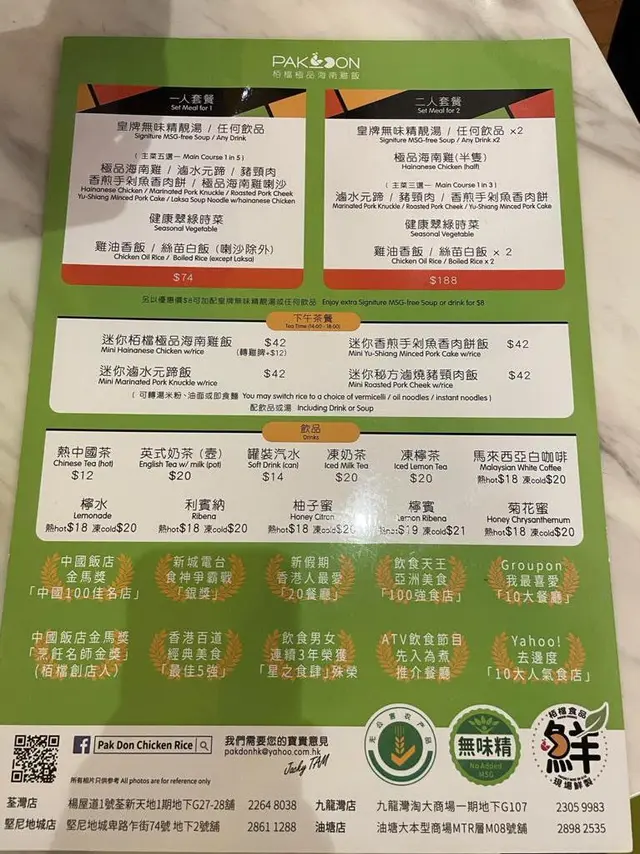 PAK DON
栢檔極品海南雞飯
一人套餐
Set Meal for 1
皇牌無味精靚湯 / 任何飲品
Signiture MSG-free Soup / Any Drink
( 主菜五選一 Main Course 1 in 5 )
極品海南雞 / 滷水元蹄 / 豬頸肉
香煎手剁魚香肉餅 / 極品海南雞喇沙
Hainanese Chicken / Marinated Pork Knuckle / Roasted Pork Cheek
Yu-Shiang Minced Pork Cake / Laksa Soup Noodle w/hainanese Chicken
健康翠綠時菜
Seasonal Vegetable
雞油香飯 / 絲苗白飯 (喇沙除外)
Chicken Oil Rice / Boiled Rice (except Laksa)
$74
二人套餐
Set Meal for 2
皇牌無味精靚湯 / 任何飲品 x2
Signiture MSG-free Soup / Any Drink x2
極品海南雞(半隻)
Hainanese Chicken (half)
( 主菜三選一 Main Course 1 in 3 )
滷水元蹄 / 豬頸肉 / 香煎手剁魚香肉餅
Marinated Pork Knuckle / Roasted Pork Cheek / Yu-Shiang Minced Pork Cake
健康翠綠時菜
Seasonal Vegetable
雞油香飯 / 絲苗白飯 x 2
Chicken Oil Rice / Boiled Rice x 2
$188
另以優惠價$8可加配皇牌無味精靚湯或任何飲品 Enjoy extra Signiture MSG-free Soup or drink for $8
下午茶餐
Tea Time (14:00 - 18:00)
迷你栢檔極品海南雞飯 $42
Mini Hainanese Chicken w/rice (轉雞髀+$12)
迷你香煎手剁魚香肉餅飯 $42
Mini Yu-Shiang Minced Pork Cake w/rice
迷你滷水元蹄飯 $42
Mini Marinated Pork Knuckle w/rice
迷你秘方滷燒豬頸肉飯 $42
Mini Roasted Pork Cheek w/rice
( 可轉湯米粉、油麵或即食麵 You may switch rice to a choice of vermicelli / oil noodles / instant noodles )
配飲品或湯 Including Drink or Soup
飲品
Drinks
熱中國茶 英式奶茶 (壺) 罐裝汽水 凍奶茶 凍檸茶 馬來西亞白咖啡
Chinese Tea (hot) English Tea w/ milk (pot) Soft Drink (can) Iced Milk Tea Iced Lemon Tea Malaysian White Coffee
$12 $20 $14 $20 $20 熱hot$18 凍cold$20
檸水 利賓納 柚子蜜 檸賓 菊花蜜
Lemonade Ribena Honey Citron Lemon Ribena Honey Chrysanthemum
熱hot$18 凍cold$20 熱hot$18 凍cold$20 熱hot$18 凍cold$20 熱hot$19 凍cold$21 熱hot$18 凍cold$20
中國飯店
金馬獎
「中國100佳名店」
新城電台
食神爭霸戰
「銀獎」
新假期
香港人最愛
「20餐廳」
飲食天王
亞洲美食
「100強食店」
Groupon
我最喜愛
「10大餐廳」
中國飯店金馬獎
「烹飪名師金獎」
(栢檔創店人)
香港百道
經典美食
「最佳5強」
飲食男女
連續3年榮獲
「星之食肆」殊榮
ATV飲食節目
先入為煮
推介餐廳
Yahoo!
去邊度
「10大人氣食店」
Pak Don Chicken Rice
我們需要您的寶貴意見
pakdonhk@yahoo.com.hk
Jacky TAM
所有相片只供參考 All photos are for reference only
无公害农产品
無味精
No Added
MSG
栢檔食品
鮮
現場鮮製
荃灣店 楊屋道1號荃新天地1期地下G27-28舖 2264 8038
九龍灣店 九龍灣淘大商場一期地下G107 2305 9983
堅尼地城店 堅尼地城卑路乍街74號 地下2號舖 2861 1288
油塘店 油塘大本型商場MTR層M08號舖 2898 2535